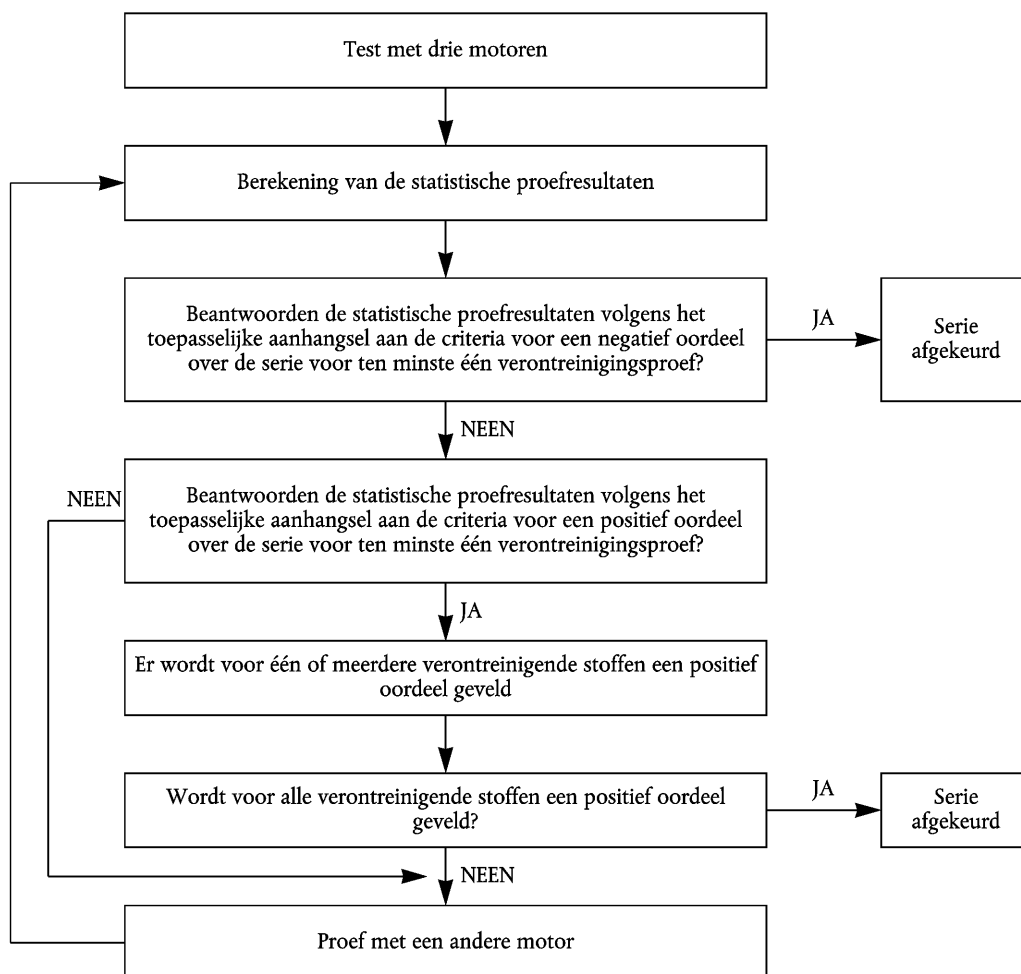 Test met drie motoren
Berekening van de statistische proefresultaten
Beantwoorden de statistische proefresultaten volgens het
toepasselijke aanhangsel aan de criteria voor een negatief oordeel
over de serie voor ten minste één verontreinigingsproef?
JA
Serie
afgekeurd
NEEN
NEEN
Beantwoorden de statistische proefresultaten volgens het
toepasselijke aanhangsel aan de criteria voor een positief oordeel
over de serie voor ten minste één verontreinigingsproef?
JA
Er wordt voor één of meerdere verontreinigende stoffen een positief
oordeel geveld
Wordt voor alle verontreinigende stoffen een positief oordeel
geveld?
JA
Serie
afgekeurd
NEEN
Proef met een andere motor